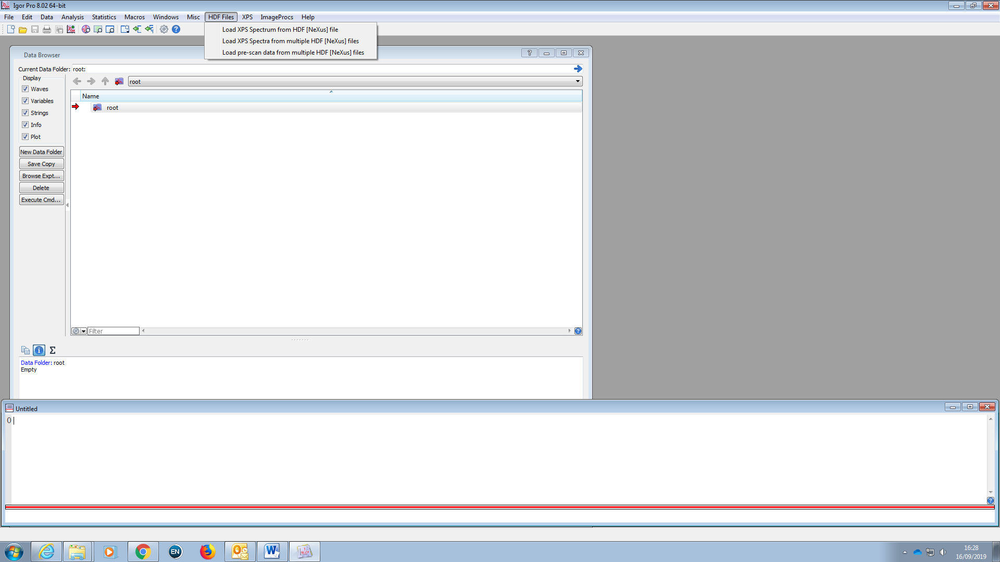 Igor Pro 8.02 64-bit
File Edit Data Analysis Statistics Macros Windows Misc HDF Files XPS ImageProcs Help
Load XPS Spectrum from HDF [NeXus] file
Load XPS Spectra from multiple HDF [NeXus] files
Load pre-scan data from multiple HDF [NeXus] files
Data Browser
Current Data Folder: root:
Display
root
Waves
Variables
Strings
Info
Plot
Name
root
New Data Folder
Save Copy
Browse Expt...
Delete
Execute Cmd...
Filter
Data Folder: root
Empty
Untitled
0
EN
16:28
16/09/2019